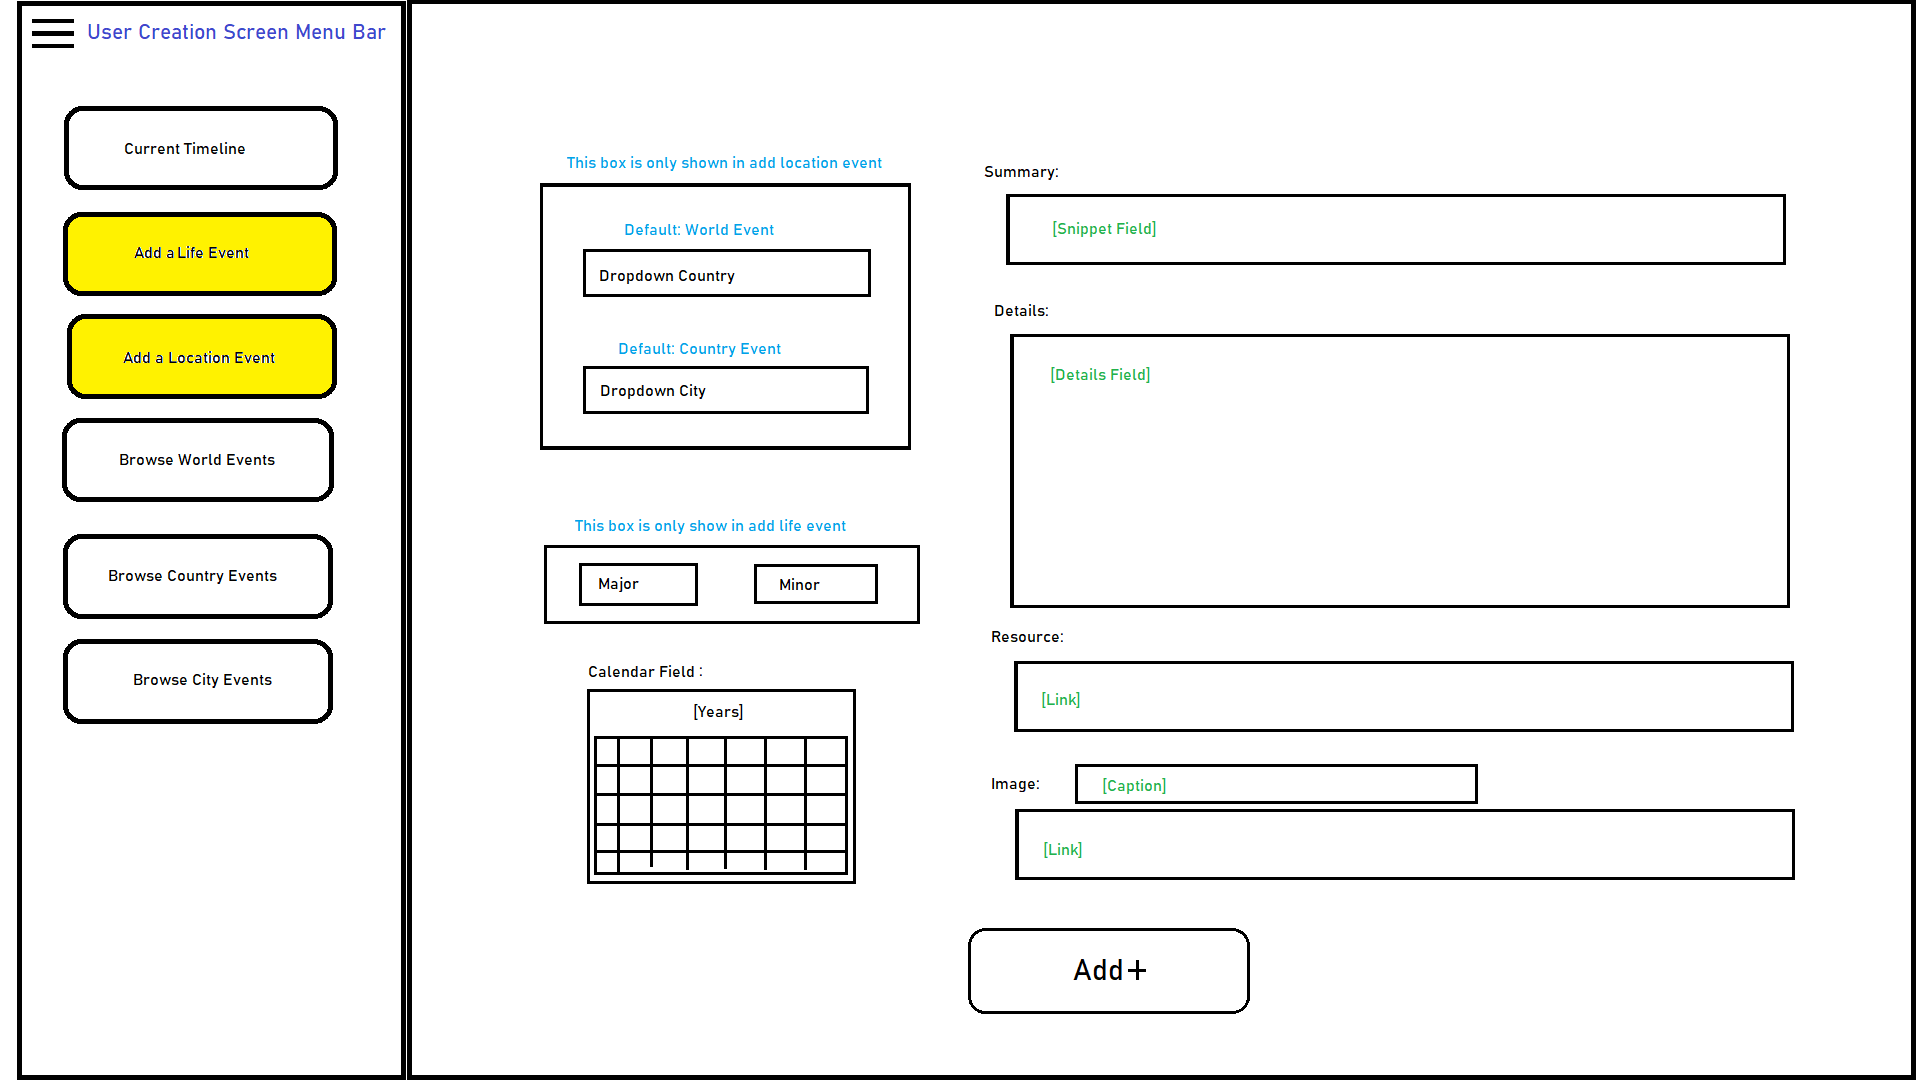 User Creation Screen Menu Bar
Current Timeline
Add a Life Event
Add a Location Event
Browse World Events
Browse Country Events
Browse City Events
This box is only shown in add location event
Default: World Event
Dropdown Country
Default: Country Event
Dropdown City
This box is only show in add life event
Major
Minor
Calendar Field :
[Years]
Summary:
[Snippet Field]
Details:
[Details Field]
Resource:
[Link]
Image:
[Caption]
[Link]
Add+